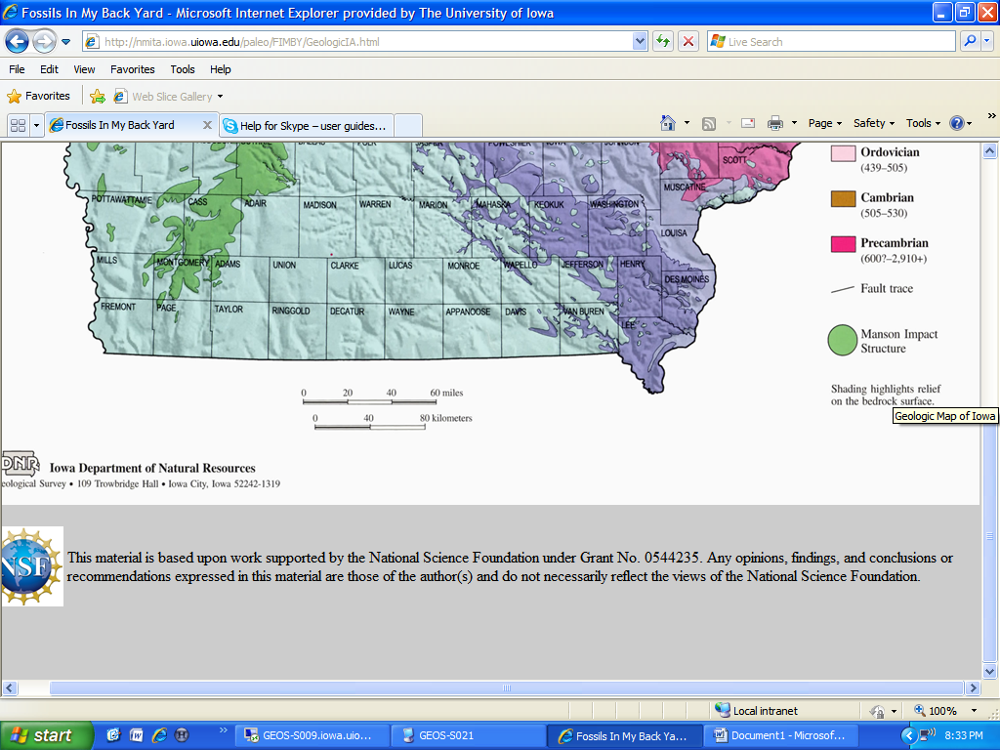 Fossils In My Back Yard - Microsoft Internet Explorer provided by The University of Iowa
http://nmita.iowa.uiowa.edu/paleo/FIMBY/GeologicIA.html
Live Search
File Edit View Favorites Tools Help
Favorites Web Slice Gallery
Fossils In My Back Yard X Help for Skype – user guides... Page Safety Tools »
DALLAS POLK JASPER POWESHIEK IOWA JOHNSON
SCOTT
MUSCATINE
POTTAWATTAMIE CASS ADAIR MADISON WARREN MARION MAHASKA KEOKUK WASHINGTON
LOUISA
MILLS MONTGOMERY ADAMS UNION CLARKE LUCAS MONROE WAPELLO JEFFERSON HENRY
DES MOINES
FREMONT PAGE TAYLOR RINGGOLD DECATUR WAYNE APPANOOSE DAVIS VAN BUREN
LEE
Ordovician
(439–505)
Cambrian
(505–530)
Precambrian
(600?–2,910+)
Fault trace
Manson Impact
Structure
Shading highlights relief
on the bedrock surface.
Geologic Map of Iowa
0 20 40 60 miles
0 40 80 kilometers
DNR Iowa Department of Natural Resources
eological Survey • 109 Trowbridge Hall • Iowa City, Iowa 52242-1319
NSF
This material is based upon work supported by the National Science Foundation under Grant No. 0544235. Any opinions, findings, and conclusions or
recommendations expressed in this material are those of the author(s) and do not necessarily reflect the views of the National Science Foundation.
Local intranet 100%
start » GEOS-S009.iowa.uio... GEOS-S021 Fossils In My Back Ya... Document1 - Microsof... 8:33 PM